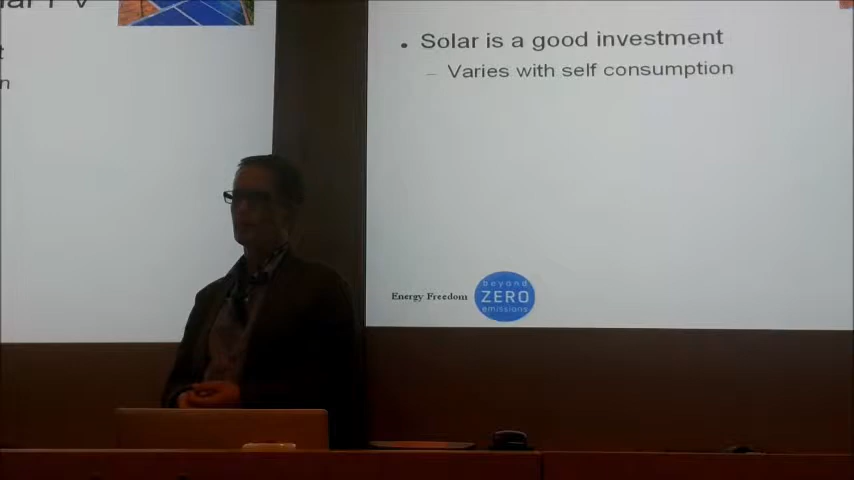 • Solar is a good investment
– Varies with self consumption
Energy Freedom
beyond
ZERO
emissions